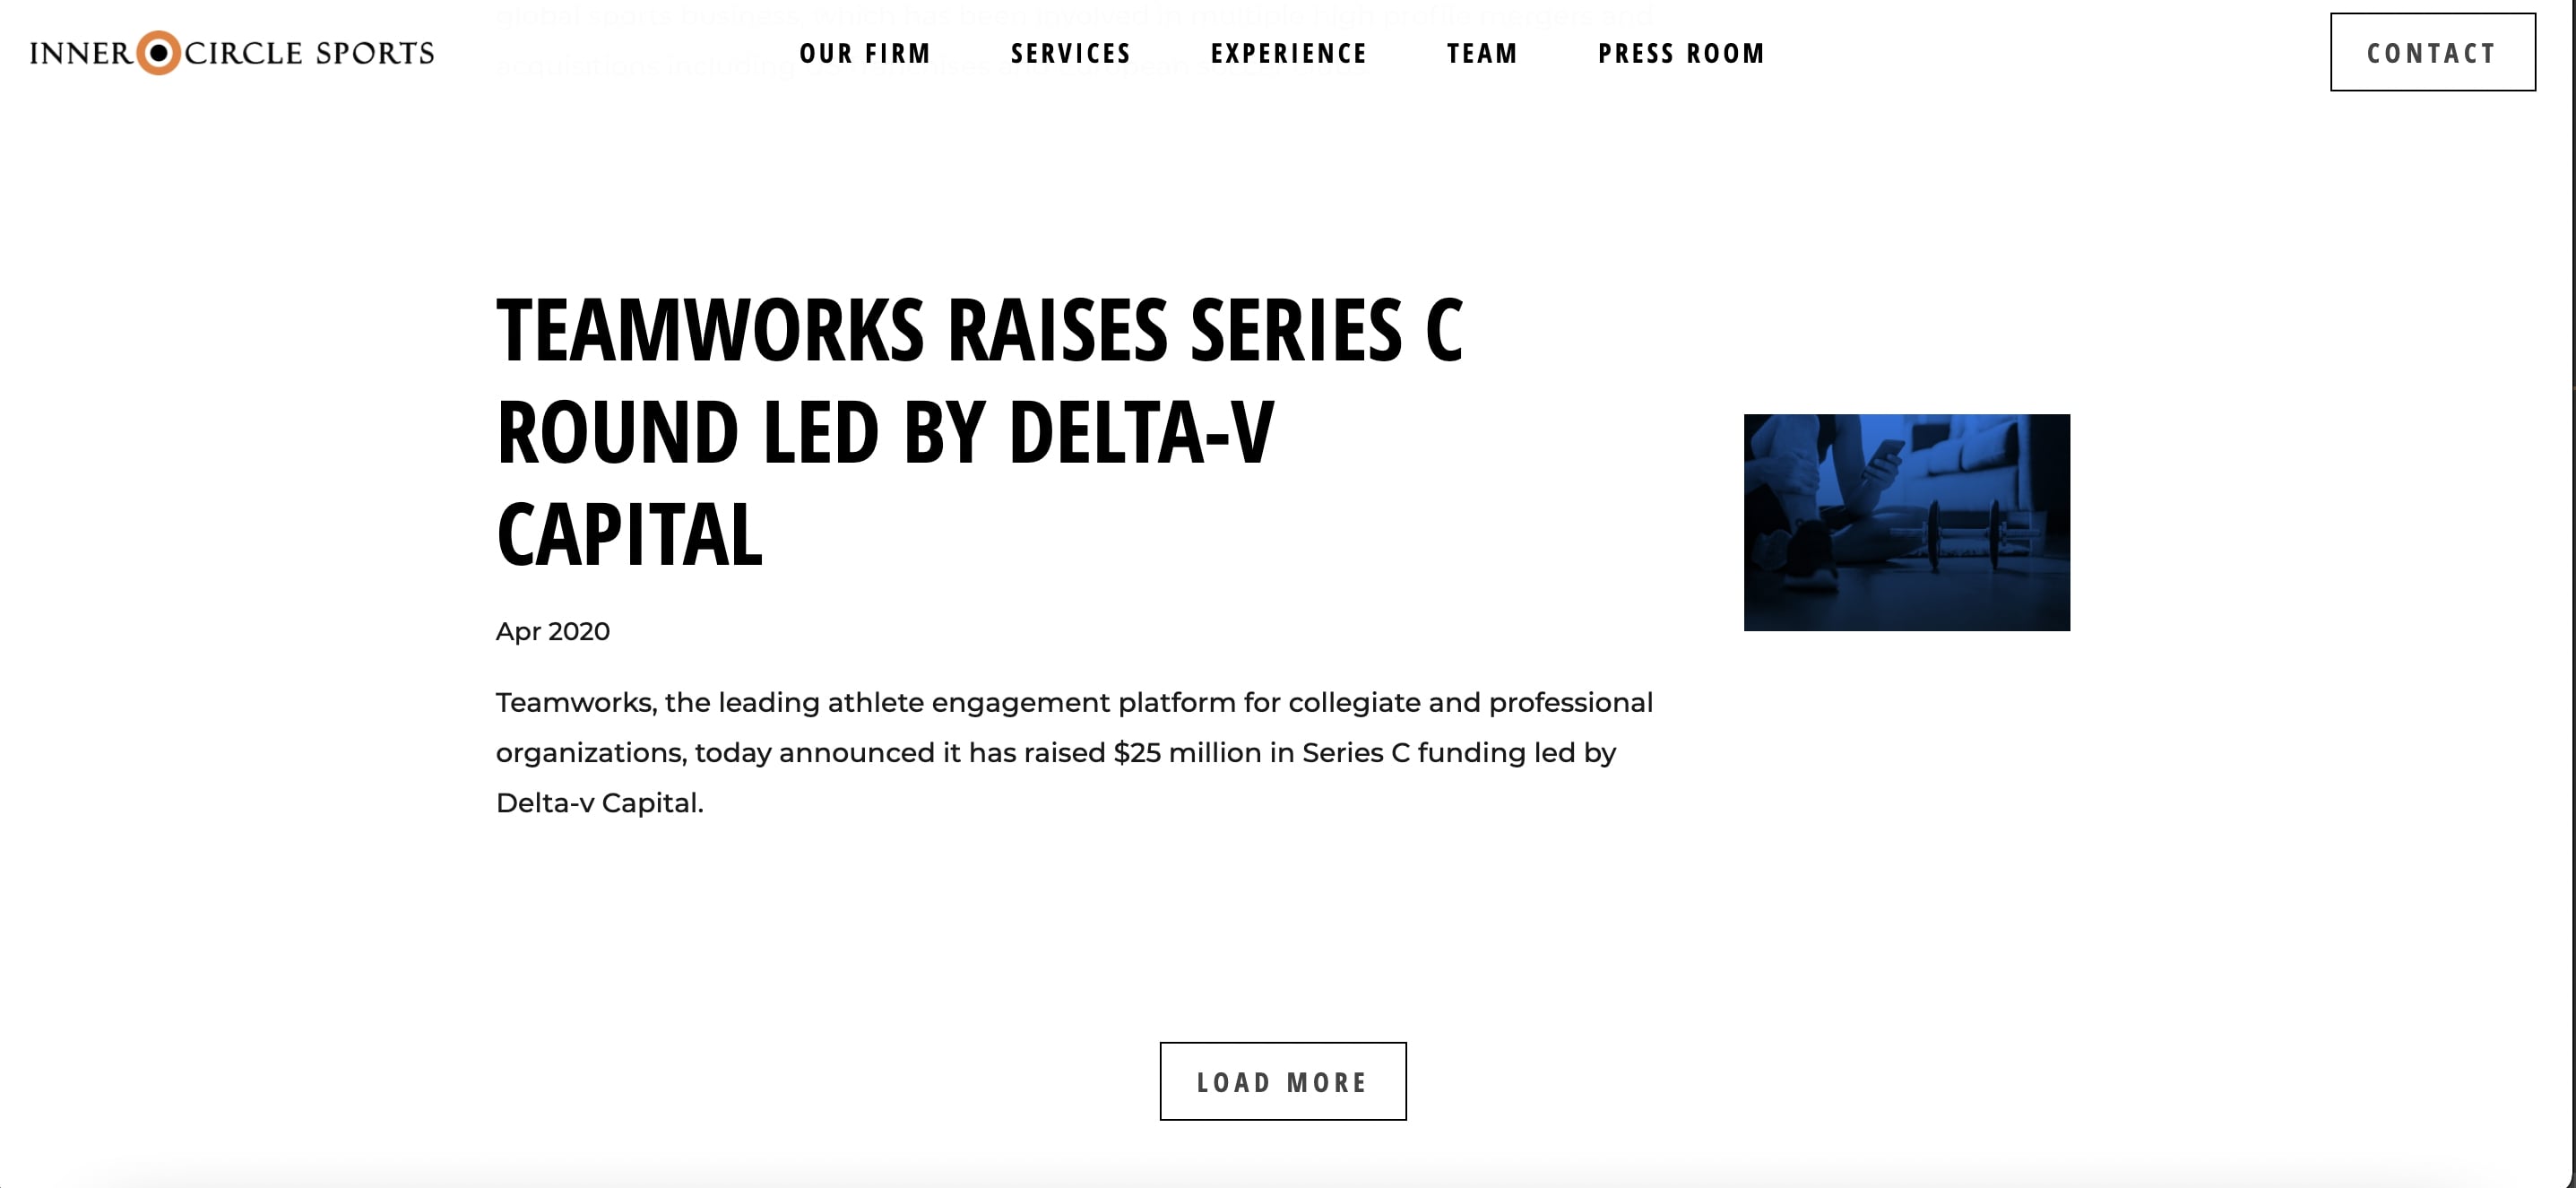 global sports business, which has been involved in multiple high profile mergers and
INNER CIRCLE SPORTS
OUR FIRM
SERVICES
EXPERIENCE
TEAM
PRESS ROOM
CONTACT
acquisitions including
TEAMWORKS RAISES SERIES C
ROUND LED BY DELTA-V
CAPITAL
Apr 2020
Teamworks, the leading athlete engagement platform for collegiate and professional
organizations, today announced it has raised $25 million in Series C funding led by
Delta-v Capital.
LOAD MORE